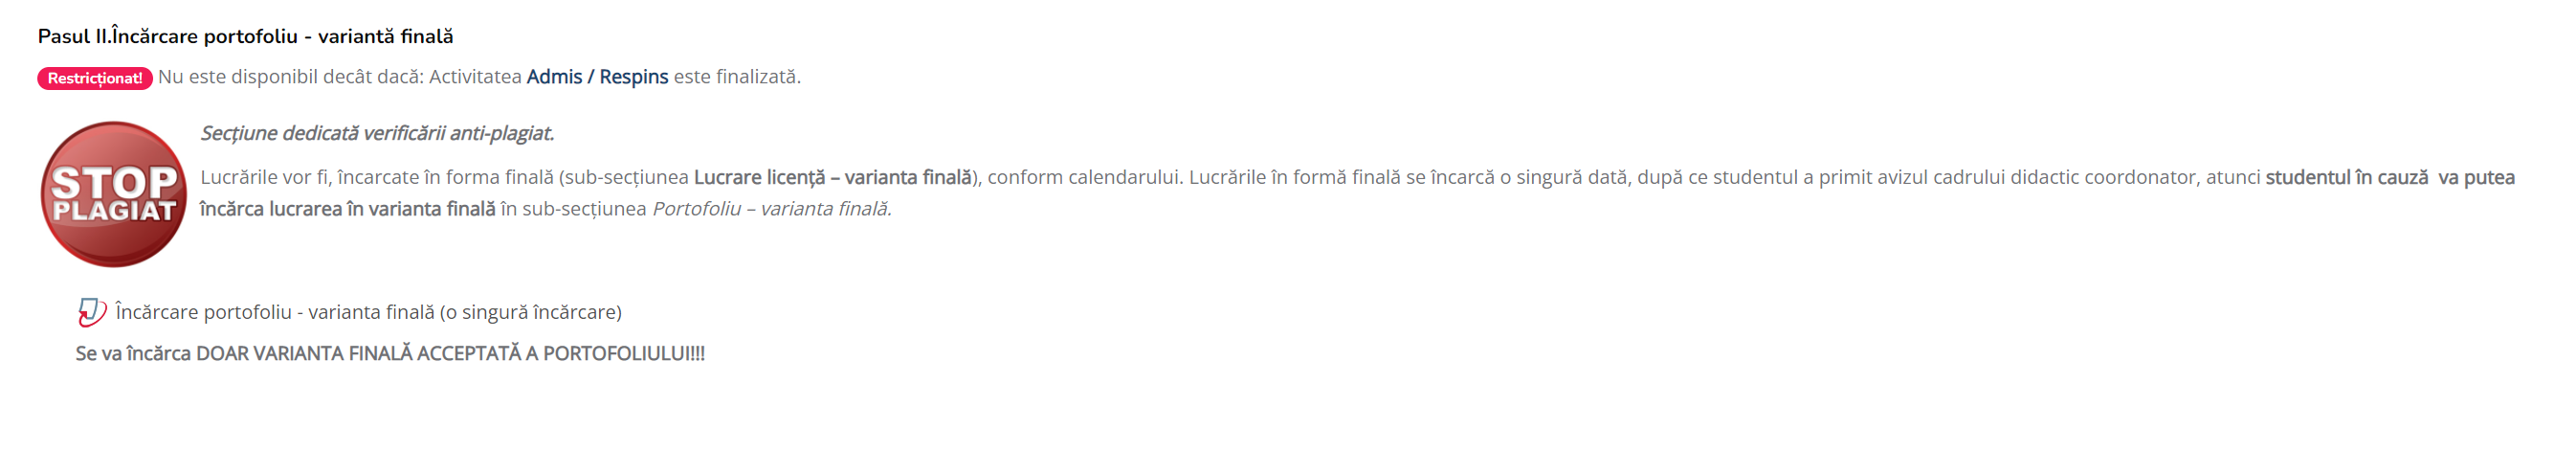 Pasul II.Încărcare portofoliu - variantă finală
Restricționat! Nu este disponibil decât dacă: Activitatea Admis / Respins este finalizată.
Secțiune dedicată verificării anti-plagiat.
STOP
PLAGIAT
Lucrările vor fi, încarcate în forma finală (sub-secțiunea Lucrare licență – varianta finală), conform calendarului. Lucrările în formă finală se încarcă o singură dată, după ce studentul a primit avizul cadrului didactic coordonator, atunci studentul în cauză va putea
încărca lucrarea în varianta finală în sub-secțiunea Portofoliu – varianta finală.
Încărcare portofoliu - varianta finală (o singură încărcare)
Se va încărca DOAR VARIANTA FINALĂ ACCEPTATĂ A PORTOFOLIULUI!!!